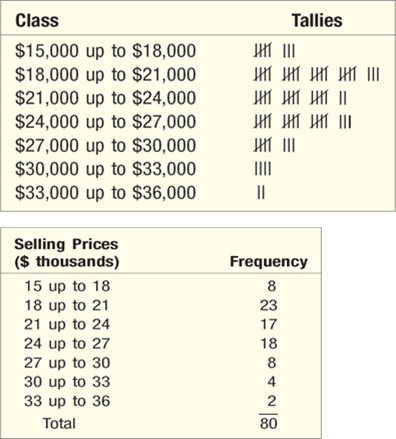 Class Tallies
$15,000 up to $18,000  𝍸 |||
$18,000 up to $21,000 𝍸 𝍸 𝍸 𝍸 |||
$21,000 up to $24,000 𝍸 𝍸 𝍸 ||
$24,000 up to $27,000 𝍸 𝍸 𝍸 |||
$27,000 up to $30,000 𝍸 |||
$30,000 up to $33,000 ||||
$33,000 up to $36,000 ||
Selling Prices
($ thousands) Frequency
15 up to 18 8
18 up to 21 23
21 up to 24 17
24 up to 27 18
27 up to 30 8
30 up to 33 4
33 up to 36 2
Total 80